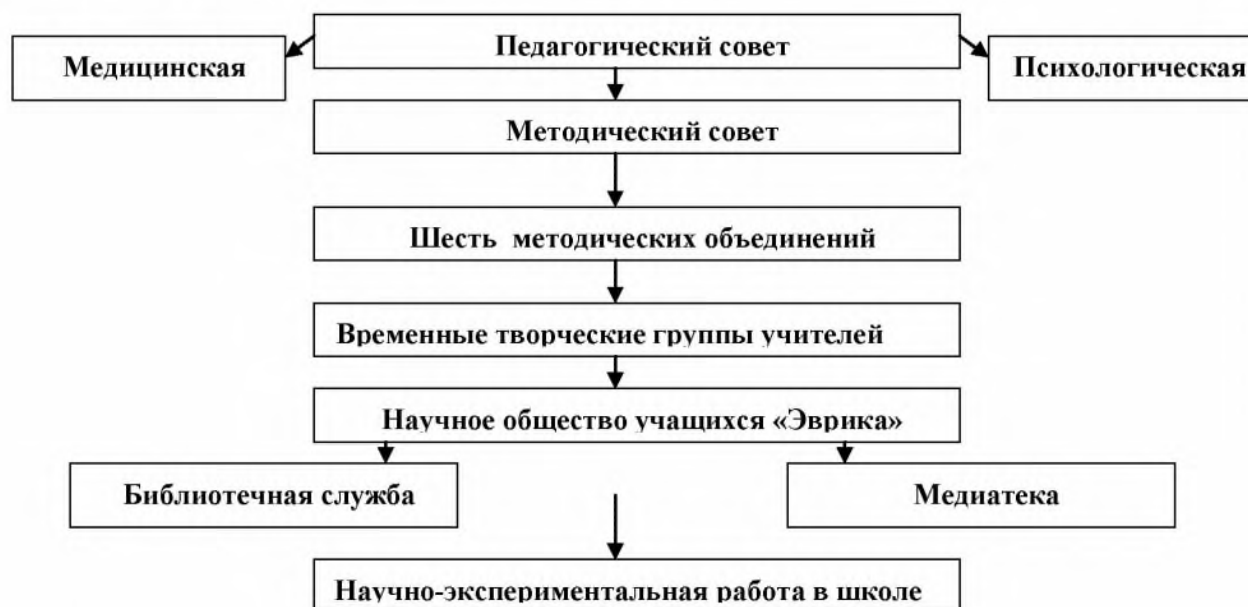 Педагогический совет
Медицинская
Психологическая
Методический совет
Шесть методических объединений
Временные творческие группы учителей
Научное общество учащихся «Эврика»
Библиотечная служба
Медиатека
Научно-экспериментальная работа в школе